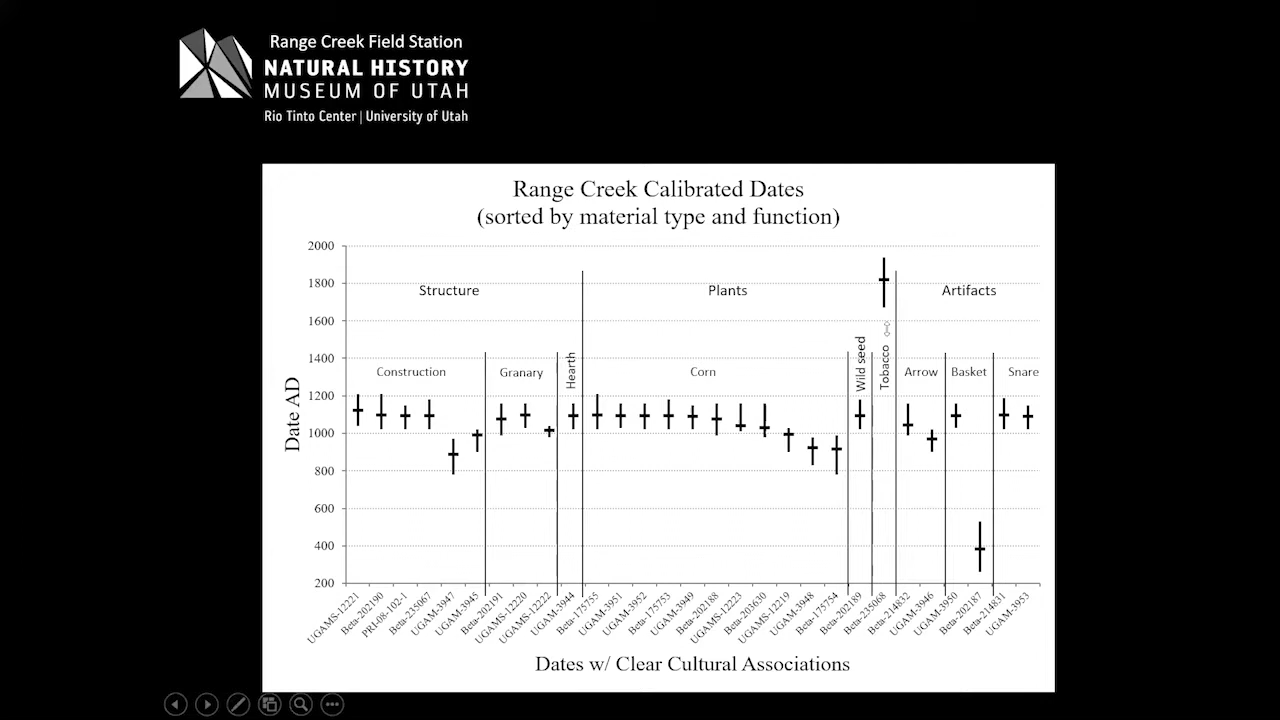 Range Creek Field Station
NATURAL HISTORY
MUSEUM OF UTAH
Rio Tinto Center | University of Utah
Range Creek Calibrated Dates
(sorted by material type and function)
2000
1800
1600
1400
1200
1000
800
600
400
200
Date AD
Structure
Plants
Artifacts
Construction
Granary
Hearth
Corn
Wild seed
Tobacco
Arrow
Basket
Snare
UGAMS-12221
Beta-202190
PRI-08-102-1
Beta-235067
UGAM-3947
UGAM-3945
Beta-202191
UGAMS-12220
UGAMS-12222
UGAM-3944
Beta-175755
UGAM-3951
UGAM-3952
Beta-175753
UGAM-3949
Beta-202188
UGAMS-12223
Beta-203630
UGAMS-12219
UGAM-3948
Beta-175754
Beta-202189
Beta-235068
Beta-214832
UGAM-3946
UGAM-3950
Beta-202187
Beta-214831
UGAM-3953
Dates w/ Clear Cultural Associations